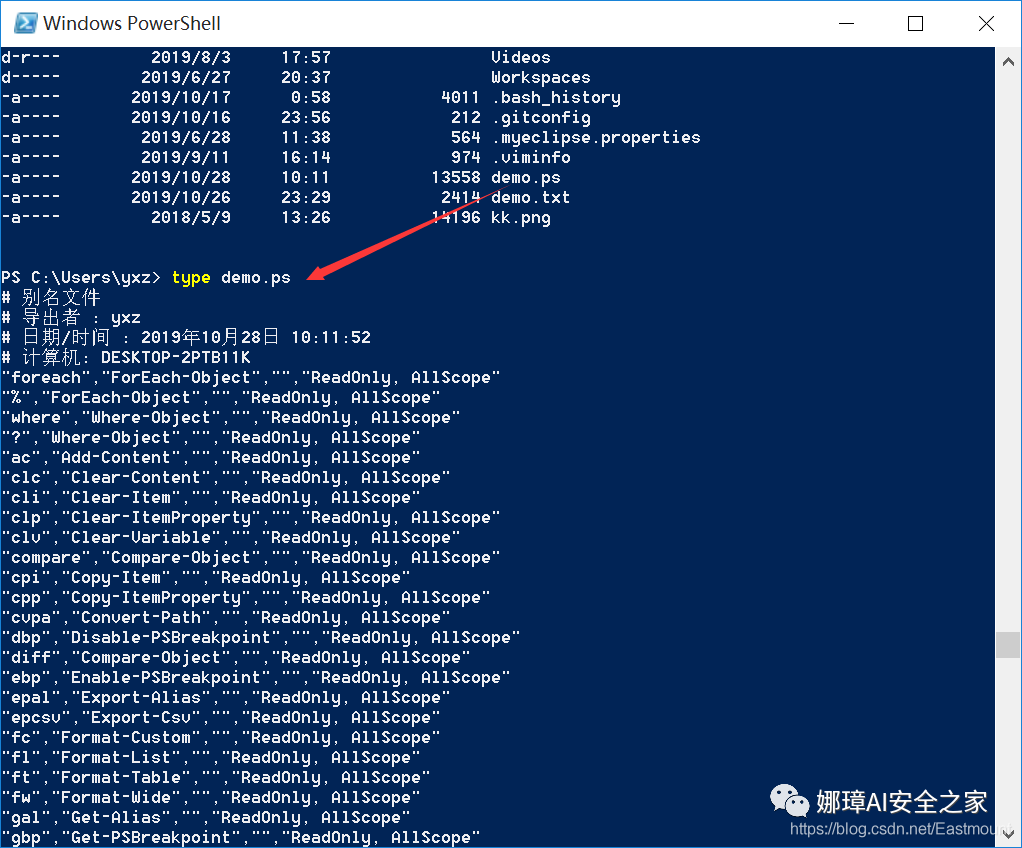 Windows PowerShell
d-r--- 2019/8/3 17:57 Videos
d----- 2019/6/27 20:37 Workspaces
-a---- 2019/10/17 0:58 4011 .bash_history
-a---- 2019/10/16 23:56 212 .gitconfig
-a---- 2019/6/28 11:38 564 .myeclipse.properties
-a---- 2019/9/11 16:14 974 .viminfo
-a---- 2019/10/28 10:11 13558 demo.ps
-a---- 2019/10/26 23:29 2414 demo.txt
-a---- 2018/5/9 13:26 14196 kk.png
PS C:\Users\yxz> type demo.ps
# 别名文件
# 导出者 : yxz
# 日期/时间 : 2019年10月28日 10:11:52
# 计算机: DESKTOP-2PTB11K
"foreach","ForEach-Object","","ReadOnly, AllScope"
"%","ForEach-Object","","ReadOnly, AllScope"
"where","Where-Object","","ReadOnly, AllScope"
"?","Where-Object","","ReadOnly, AllScope"
"ac","Add-Content","","ReadOnly, AllScope"
"clc","Clear-Content","","ReadOnly, AllScope"
"cli","Clear-Item","","ReadOnly, AllScope"
"clp","Clear-ItemProperty","","ReadOnly, AllScope"
"clv","Clear-Variable","","ReadOnly, AllScope"
"compare","Compare-Object","","ReadOnly, AllScope"
"cpi","Copy-Item","","ReadOnly, AllScope"
"cpp","Copy-ItemProperty","","ReadOnly, AllScope"
"cvpa","Convert-Path","","ReadOnly, AllScope"
"dbp","Disable-PSBreakpoint","","ReadOnly, AllScope"
"diff","Compare-Object","","ReadOnly, AllScope"
"ebp","Enable-PSBreakpoint","","ReadOnly, AllScope"
"epal","Export-Alias","","ReadOnly, AllScope"
"epcsv","Export-Csv","","ReadOnly, AllScope"
"fc","Format-Custom","","ReadOnly, AllScope"
"fl","Format-List","","ReadOnly, AllScope"
"ft","Format-Table","","ReadOnly, AllScope"
"fw","Format-Wide","","ReadOnly, AllScope"
"gal","Get-Alias","","ReadOnly, AllScope"
"gbp","Get-PSBreakpoint","","ReadOnly, AllScope"
娜璋AI安全之家
https://blog.csdn.net/Eastmount